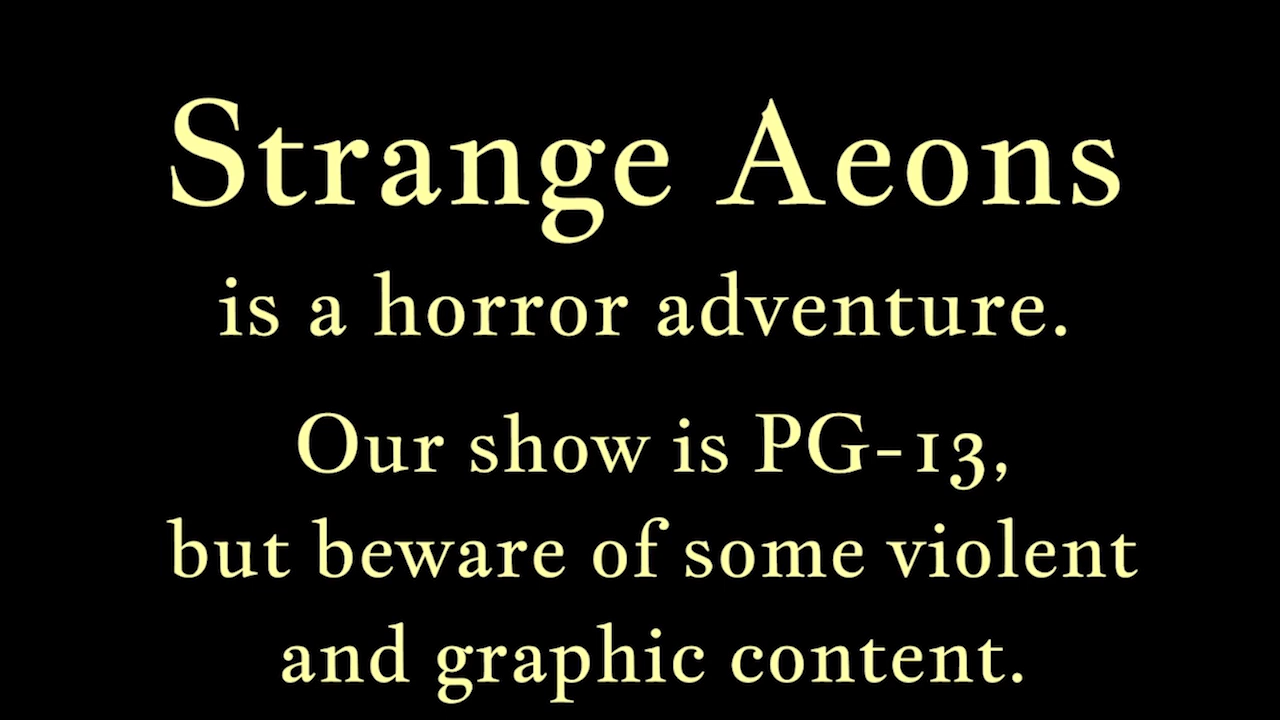 Strange Aeons
is a horror adventure.
Our show is PG-13,
but beware of some violent
and graphic content.